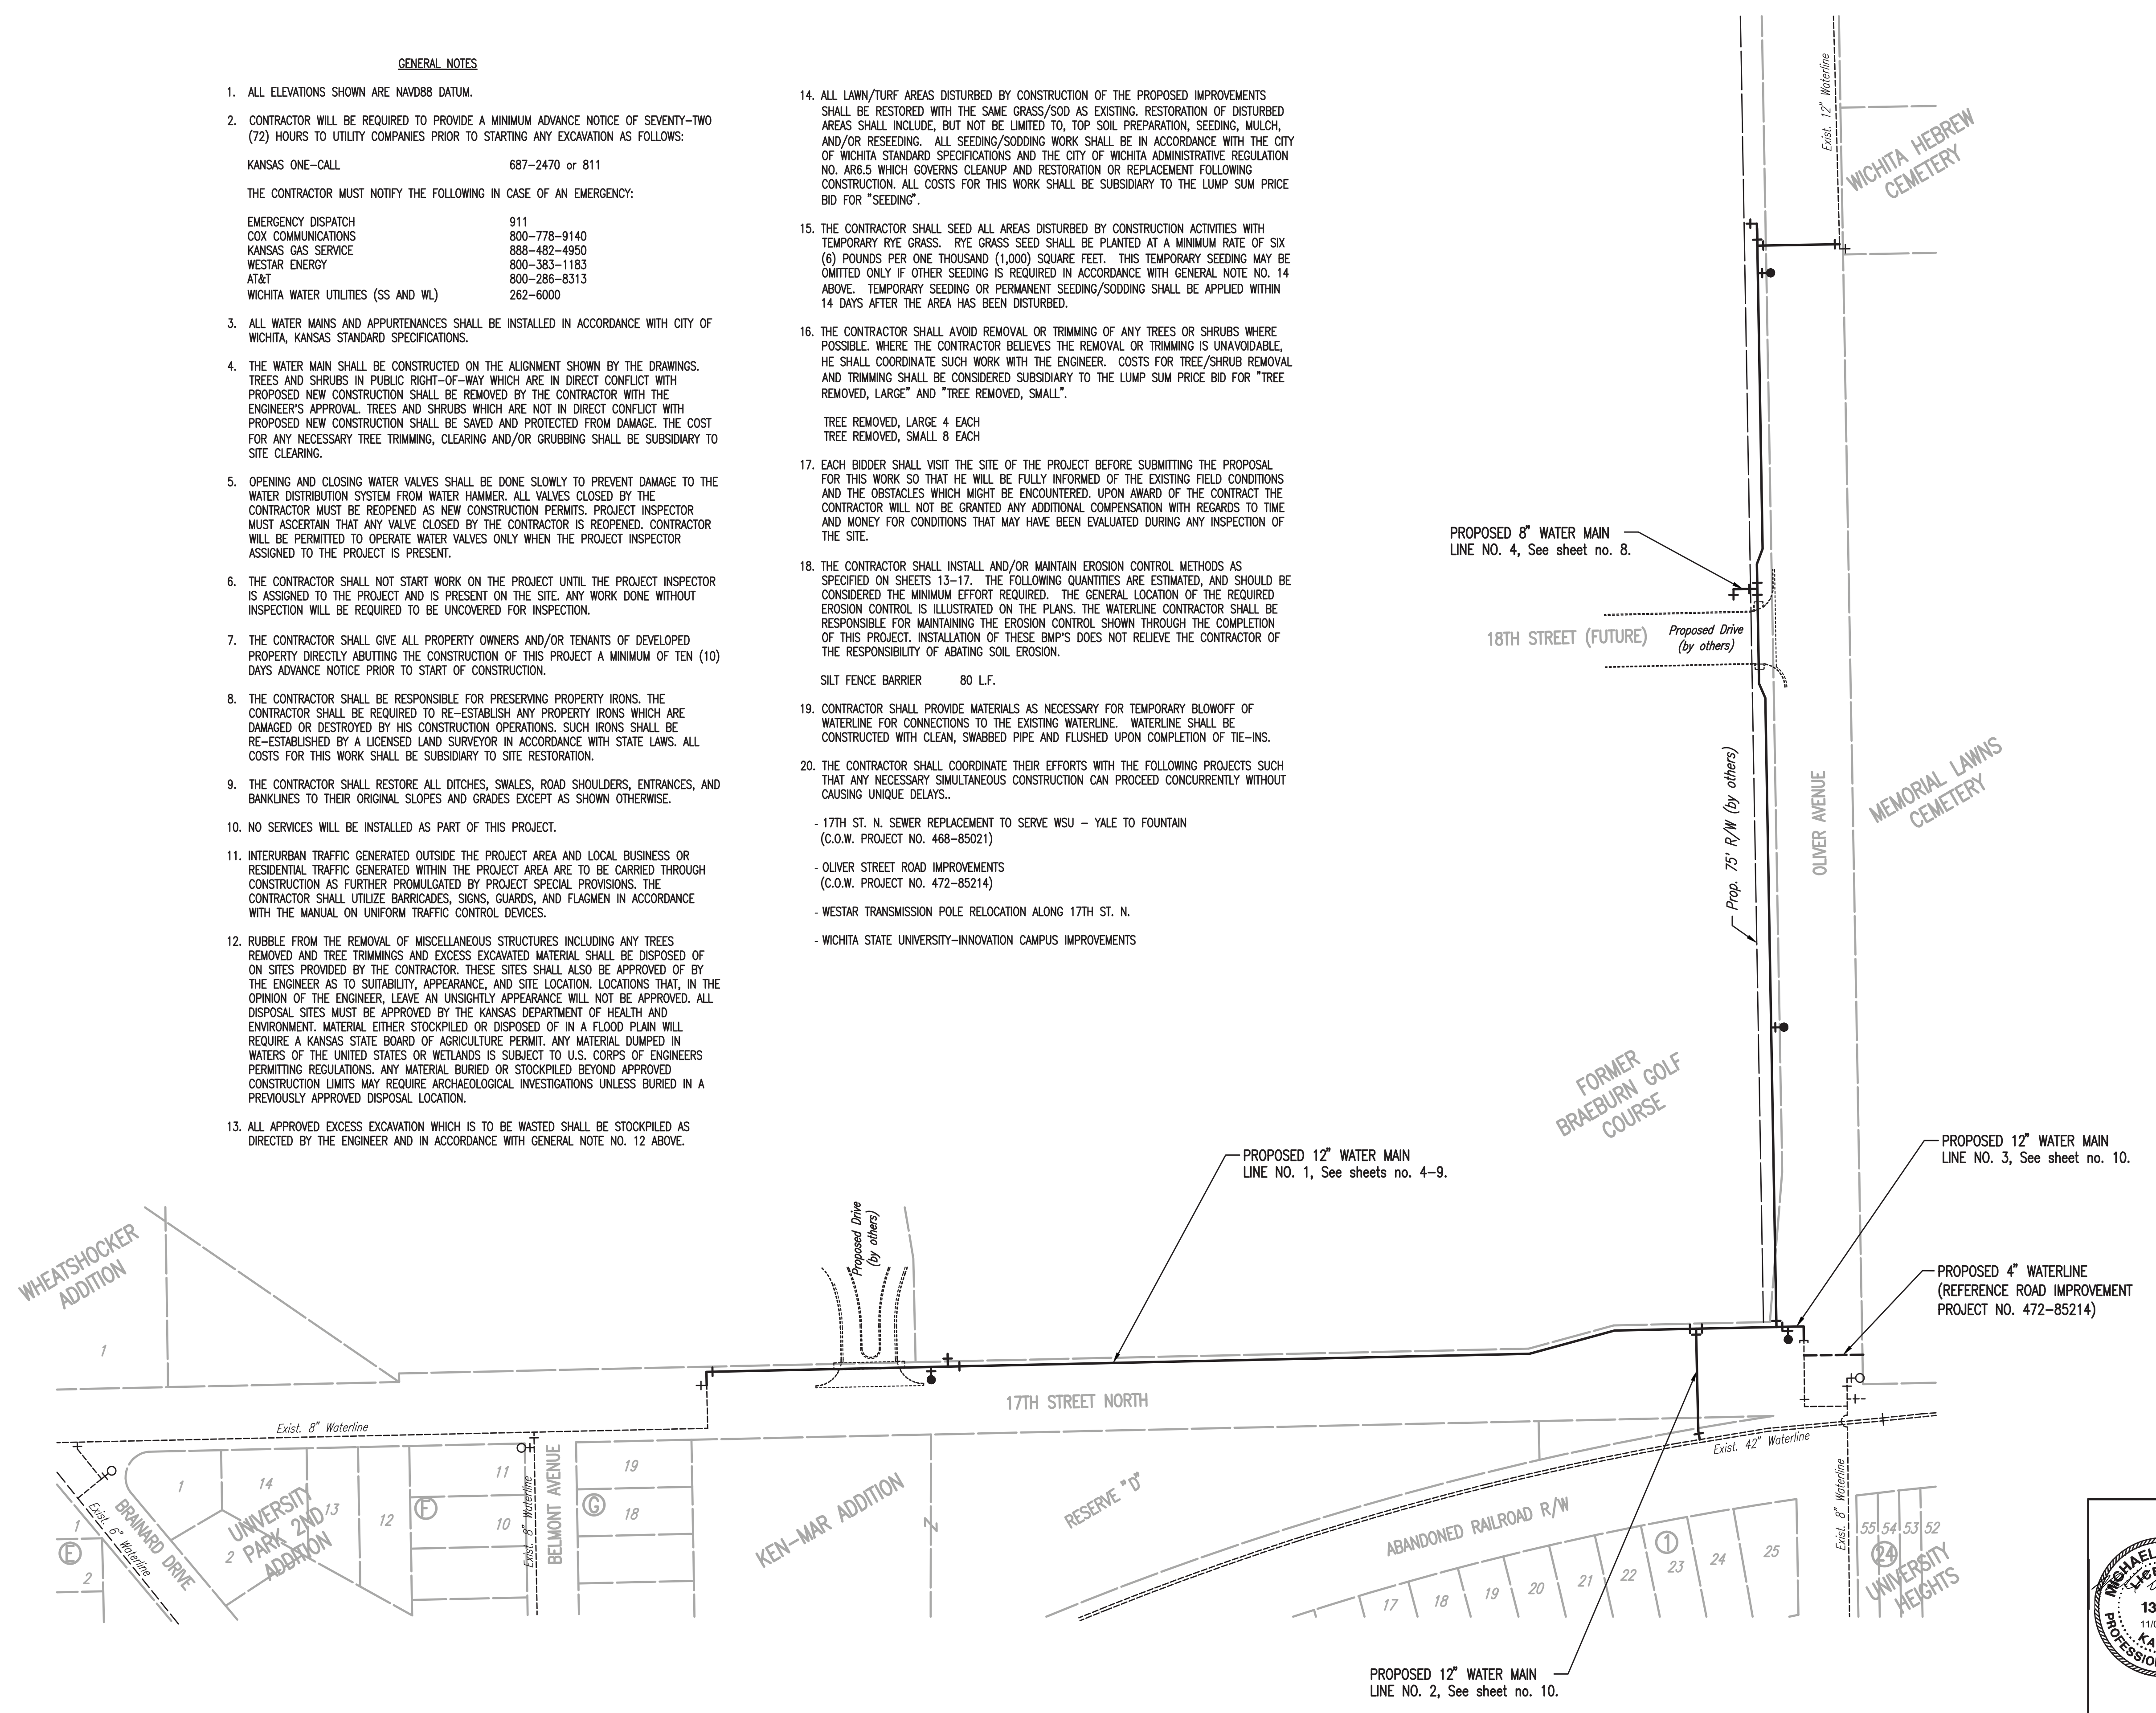 GENERAL NOTES
1. ALL ELEVATIONS SHOWN ARE NAVD88 DATUM.
2. CONTRACTOR WILL BE REQUIRED TO PROVIDE A MINIMUM ADVANCE NOTICE OF SEVENTY-TWO
(72) HOURS TO UTILITY COMPANIES PRIOR TO STARTING ANY EXCAVATION AS FOLLOWS:
KANSAS ONE-CALL 687-2470 or 811
THE CONTRACTOR MUST NOTIFY THE FOLLOWING IN CASE OF AN EMERGENCY:
EMERGENCY DISPATCH 911
COX COMMUNICATIONS 800-778-9140
KANSAS GAS SERVICE 888-482-4950
WESTAR ENERGY 800-383-1183
AT&T 800-286-8313
WICHITA WATER UTILITIES (SS AND WL) 262-6000
3. ALL WATER MAINS AND APPURTENANCES SHALL BE INSTALLED IN ACCORDANCE WITH CITY OF
WICHITA, KANSAS STANDARD SPECIFICATIONS.
4. THE WATER MAIN SHALL BE CONSTRUCTED ON THE ALIGNMENT SHOWN BY THE DRAWINGS.
TREES AND SHRUBS IN PUBLIC RIGHT-OF-WAY WHICH ARE IN DIRECT CONFLICT WITH
PROPOSED NEW CONSTRUCTION SHALL BE REMOVED BY THE CONTRACTOR WITH THE
ENGINEER'S APPROVAL. TREES AND SHRUBS WHICH ARE NOT IN DIRECT CONFLICT WITH
PROPOSED NEW CONSTRUCTION SHALL BE SAVED AND PROTECTED FROM DAMAGE. THE COST
FOR ANY NECESSARY TREE TRIMMING, CLEARING AND/OR GRUBBING SHALL BE SUBSIDIARY TO
SITE CLEARING.
5. OPENING AND CLOSING WATER VALVES SHALL BE DONE SLOWLY TO PREVENT DAMAGE TO THE
WATER DISTRIBUTION SYSTEM FROM WATER HAMMER. ALL VALVES CLOSED BY THE
CONTRACTOR MUST BE REOPENED AS NEW CONSTRUCTION PERMITS. PROJECT INSPECTOR
MUST ASCERTAIN THAT ANY VALVE CLOSED BY THE CONTRACTOR IS REOPENED. CONTRACTOR
WILL BE PERMITTED TO OPERATE WATER VALVES ONLY WHEN THE PROJECT INSPECTOR
ASSIGNED TO THE PROJECT IS PRESENT.
6. THE CONTRACTOR SHALL NOT START WORK ON THE PROJECT UNTIL THE PROJECT INSPECTOR
IS ASSIGNED TO THE PROJECT AND IS PRESENT ON THE SITE. ANY WORK DONE WITHOUT
INSPECTION WILL BE REQUIRED TO BE UNCOVERED FOR INSPECTION.
7. THE CONTRACTOR SHALL GIVE ALL PROPERTY OWNERS AND/OR TENANTS OF DEVELOPED
PROPERTY DIRECTLY ABUTTING THE CONSTRUCTION OF THIS PROJECT A MINIMUM OF TEN (10)
DAYS ADVANCE NOTICE PRIOR TO START OF CONSTRUCTION.
8. THE CONTRACTOR SHALL BE RESPONSIBLE FOR PRESERVING PROPERTY IRONS. THE
CONTRACTOR SHALL BE REQUIRED TO RE-ESTABLISH ANY PROPERTY IRONS WHICH ARE
DAMAGED OR DESTROYED BY HIS CONSTRUCTION OPERATIONS. SUCH IRONS SHALL BE
RE-ESTABLISHED BY A LICENSED LAND SURVEYOR IN ACCORDANCE WITH STATE LAWS. ALL
COSTS FOR THIS WORK SHALL BE SUBSIDIARY TO SITE RESTORATION.
9. THE CONTRACTOR SHALL RESTORE ALL DITCHES, SWALES, ROAD SHOULDERS, ENTRANCES, AND
BANKLINES TO THEIR ORIGINAL SLOPES AND GRADES EXCEPT AS SHOWN OTHERWISE.
10. NO SERVICES WILL BE INSTALLED AS PART OF THIS PROJECT.
11. INTERURBAN TRAFFIC GENERATED OUTSIDE THE PROJECT AREA AND LOCAL BUSINESS OR
RESIDENTIAL TRAFFIC GENERATED WITHIN THE PROJECT AREA ARE TO BE CARRIED THROUGH
CONSTRUCTION AS FURTHER PROMULGATED BY PROJECT SPECIAL PROVISIONS. THE
CONTRACTOR SHALL UTILIZE BARRICADES, SIGNS, GUARDS, AND FLAGMEN IN ACCORDANCE
WITH THE MANUAL ON UNIFORM TRAFFIC CONTROL DEVICES.
12. RUBBLE FROM THE REMOVAL OF MISCELLANEOUS STRUCTURES INCLUDING ANY TREES
REMOVED AND TREE TRIMMINGS AND EXCESS EXCAVATED MATERIAL SHALL BE DISPOSED OF
ON SITES PROVIDED BY THE CONTRACTOR. THESE SITES SHALL ALSO BE APPROVED OF BY
THE ENGINEER AS TO SUITABILITY, APPEARANCE, AND SITE LOCATION. LOCATIONS THAT, IN THE
OPINION OF THE ENGINEER, LEAVE AN UNSIGHTLY APPEARANCE WILL NOT BE APPROVED. ALL
DISPOSAL SITES MUST BE APPROVED BY THE KANSAS DEPARTMENT OF HEALTH AND
ENVIRONMENT. MATERIAL EITHER STOCKPILED OR DISPOSED OF IN A FLOOD PLAIN WILL
REQUIRE A KANSAS STATE BOARD OF AGRICULTURE PERMIT. ANY MATERIAL DUMPED IN
WATERS OF THE UNITED STATES OR WETLANDS IS SUBJECT TO U.S. CORPS OF ENGINEERS
PERMITTING REGULATIONS. ANY MATERIAL BURIED OR STOCKPILED BEYOND APPROVED
CONSTRUCTION LIMITS MAY REQUIRE ARCHAEOLOGICAL INVESTIGATIONS UNLESS BURIED IN A
PREVIOUSLY APPROVED DISPOSAL LOCATION.
13. ALL APPROVED EXCESS EXCAVATION WHICH IS TO BE WASTED SHALL BE STOCKPILED AS
DIRECTED BY THE ENGINEER AND IN ACCORDANCE WITH GENERAL NOTE NO. 12 ABOVE.
14. ALL LAWN/TURF AREAS DISTURBED BY CONSTRUCTION OF THE PROPOSED IMPROVEMENTS
SHALL BE RESTORED WITH THE SAME GRASS/SOD AS EXISTING. RESTORATION OF DISTURBED
AREAS SHALL INCLUDE, BUT NOT BE LIMITED TO, TOP SOIL PREPARATION, SEEDING, MULCH,
AND/OR RESEEDING. ALL SEEDING/SODDING WORK SHALL BE IN ACCORDANCE WITH THE CITY
OF WICHITA STANDARD SPECIFICATIONS AND THE CITY OF WICHITA ADMINISTRATIVE REGULATION
NO. AR6.5 WHICH GOVERNS CLEANUP AND RESTORATION OR REPLACEMENT FOLLOWING
CONSTRUCTION. ALL COSTS FOR THIS WORK SHALL BE SUBSIDIARY TO THE LUMP SUM PRICE
BID FOR "SEEDING".
15. THE CONTRACTOR SHALL SEED ALL AREAS DISTURBED BY CONSTRUCTION ACTIVITIES WITH
TEMPORARY RYE GRASS. RYE GRASS SEED SHALL BE PLANTED AT A MINIMUM RATE OF SIX
(6) POUNDS PER ONE THOUSAND (1,000) SQUARE FEET. THIS TEMPORARY SEEDING MAY BE
OMITTED ONLY IF OTHER SEEDING IS REQUIRED IN ACCORDANCE WITH GENERAL NOTE NO. 14
ABOVE. TEMPORARY SEEDING OR PERMANENT SEEDING/SODDING SHALL BE APPLIED WITHIN
14 DAYS AFTER THE AREA HAS BEEN DISTURBED.
16. THE CONTRACTOR SHALL AVOID REMOVAL OR TRIMMING OF ANY TREES OR SHRUBS WHERE
POSSIBLE. WHERE THE CONTRACTOR BELIEVES THE REMOVAL OR TRIMMING IS UNAVOIDABLE,
HE SHALL COORDINATE SUCH WORK WITH THE ENGINEER. COSTS FOR TREE/SHRUB REMOVAL
AND TRIMMING SHALL BE CONSIDERED SUBSIDIARY TO THE LUMP SUM PRICE BID FOR "TREE
REMOVED, LARGE" AND "TREE REMOVED, SMALL".
TREE REMOVED, LARGE 4 EACH
TREE REMOVED, SMALL 8 EACH
17. EACH BIDDER SHALL VISIT THE SITE OF THE PROJECT BEFORE SUBMITTING THE PROPOSAL
FOR THIS WORK SO THAT HE WILL BE FULLY INFORMED OF THE EXISTING FIELD CONDITIONS
AND THE OBSTACLES WHICH MIGHT BE ENCOUNTERED. UPON AWARD OF THE CONTRACT THE
CONTRACTOR WILL NOT BE GRANTED ANY ADDITIONAL COMPENSATION WITH REGARDS TO TIME
AND MONEY FOR CONDITIONS THAT MAY HAVE BEEN EVALUATED DURING ANY INSPECTION OF
THE SITE.
18. THE CONTRACTOR SHALL INSTALL AND/OR MAINTAIN EROSION CONTROL METHODS AS
SPECIFIED ON SHEETS 13-17. THE FOLLOWING QUANTITIES ARE ESTIMATED, AND SHOULD BE
CONSIDERED THE MINIMUM EFFORT REQUIRED. THE GENERAL LOCATION OF THE REQUIRED
EROSION CONTROL IS ILLUSTRATED ON THE PLANS. THE WATERLINE CONTRACTOR SHALL BE
RESPONSIBLE FOR MAINTAINING THE EROSION CONTROL SHOWN THROUGH THE COMPLETION
OF THIS PROJECT. INSTALLATION OF THESE BMP'S DOES NOT RELIEVE THE CONTRACTOR OF
THE RESPONSIBILITY OF ABATING SOIL EROSION.
SILT FENCE BARRIER 80 L.F.
19. CONTRACTOR SHALL PROVIDE MATERIALS AS NECESSARY FOR TEMPORARY BLOWOFF OF
WATERLINE FOR CONNECTIONS TO THE EXISTING WATERLINE. WATERLINE SHALL BE
CONSTRUCTED WITH CLEAN, SWABBED PIPE AND FLUSHED UPON COMPLETION OF TIE-INS.
20. THE CONTRACTOR SHALL COORDINATE THEIR EFFORTS WITH THE FOLLOWING PROJECTS SUCH
THAT ANY NECESSARY SIMULTANEOUS CONSTRUCTION CAN PROCEED CONCURRENTLY WITHOUT
CAUSING UNIQUE DELAYS..
- 17TH ST. N. SEWER REPLACEMENT TO SERVE WSU - YALE TO FOUNTAIN
(C.O.W. PROJECT NO. 468-85021)
- OLIVER STREET ROAD IMPROVEMENTS
(C.O.W. PROJECT NO. 472-85214)
- WESTAR TRANSMISSION POLE RELOCATION ALONG 17TH ST. N.
- WICHITA STATE UNIVERSITY-INNOVATION CAMPUS IMPROVEMENTS
Exist. 12" Waterline
WICHITA HEBREW
CEMETERY
PROPOSED 8" WATER MAIN
LINE NO. 4, See sheet no. 8.
18TH STREET (FUTURE)
Proposed Drive
(by others)
Prop. 75' R/W (by others)
OLIVER AVENUE
MEMORIAL LAWNS
CEMETERY
FORMER
BRAEBURN GOLF
COURSE
PROPOSED 12" WATER MAIN
LINE NO. 1, See sheets no. 4-9.
PROPOSED 12" WATER MAIN
LINE NO. 3, See sheet no. 10.
PROPOSED 4" WATERLINE
(REFERENCE ROAD IMPROVEMENT
PROJECT NO. 472-85214)
WHEATSHOCKER
ADDITION
1
Proposed Drive
(by others)
17TH STREET NORTH
Exist. 8" Waterline
Exist. 42" Waterline
Exist. 6" Waterline
BRAINARD DRIVE
1
E
2
1
14
13
2
12
UNIVERSITY
PARK 2ND
ADDITION
F
11
10
Exist. 8" Waterline
BELMONT AVENUE
G
19
18
KEN-MAR ADDITION
Z
RESERVE "D"
ABANDONED RAILROAD R/W
1
17
18
19
20
21
22
23
24
25
Exist. 8" Waterline
55 54 53 52
24
UNIVERSITY
HEIGHTS
PROPOSED 12" WATER MAIN
LINE NO. 2, See sheet no. 10.
MICHAEL
13